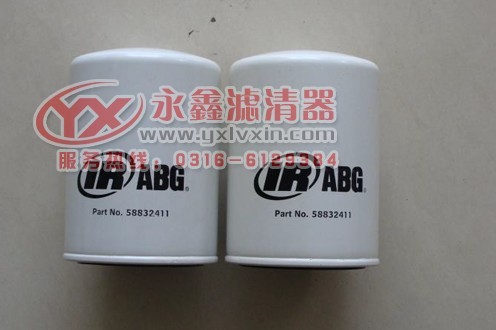 YX 永鑫滤清器
www.yxlvxin.com
服务热线：0316-6129384
IR ABG® IR ABG®
Part No. 58832411 Part No. 58832411